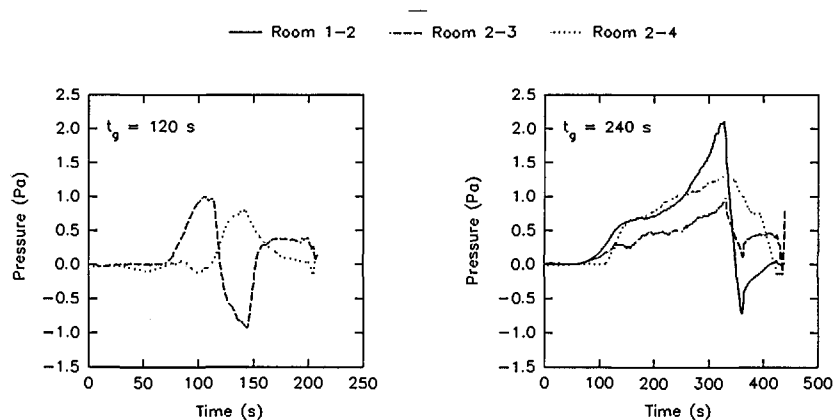 Room 1-2 Room 2-3 Room 2-4
2.5
2.0
1.5
1.0
0.5
0.0
-0.5
-1.0
-1.5
Pressure (Pa)
t_g = 120 s
0 50 100 150 200 250
Time (s)
2.5
2.0
1.5
1.0
0.5
0.0
-0.5
-1.0
-1.5
Pressure (Pa)
t_g = 240 s
0 100 200 300 400 500
Time (s)